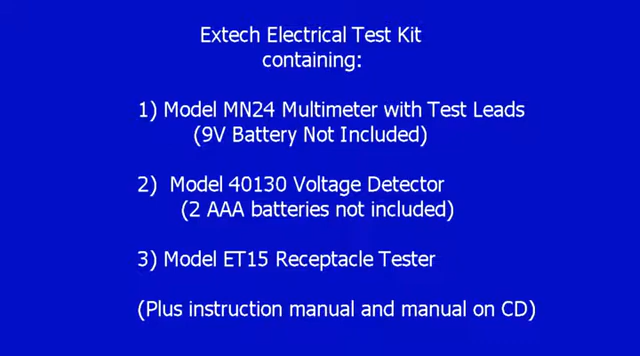 Extech Electrical Test Kit
containing:
1) Model MN24 Multimeter with Test Leads
(9V Battery Not Included)
2) Model 40130 Voltage Detector
(2 AAA batteries not included)
3) Model ET15 Receptacle Tester
(Plus instruction manual and manual on CD)